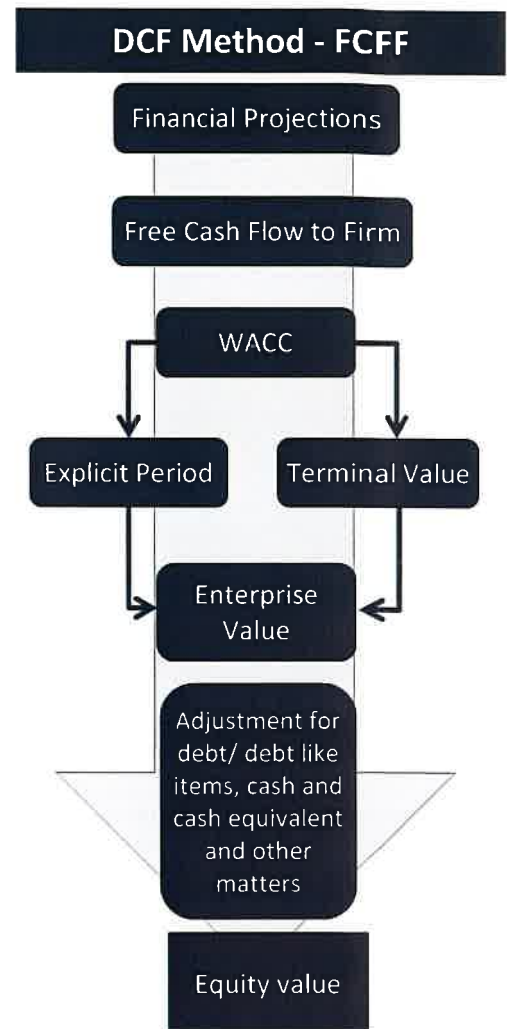 DCF Method - FCFF
Financial Projections
Free Cash Flow to Firm
WACC
Explicit Period
Terminal Value
Enterprise
Value
Adjustment for
debt/ debt like
items, cash and
cash equivalent
and other
matters
Equity value